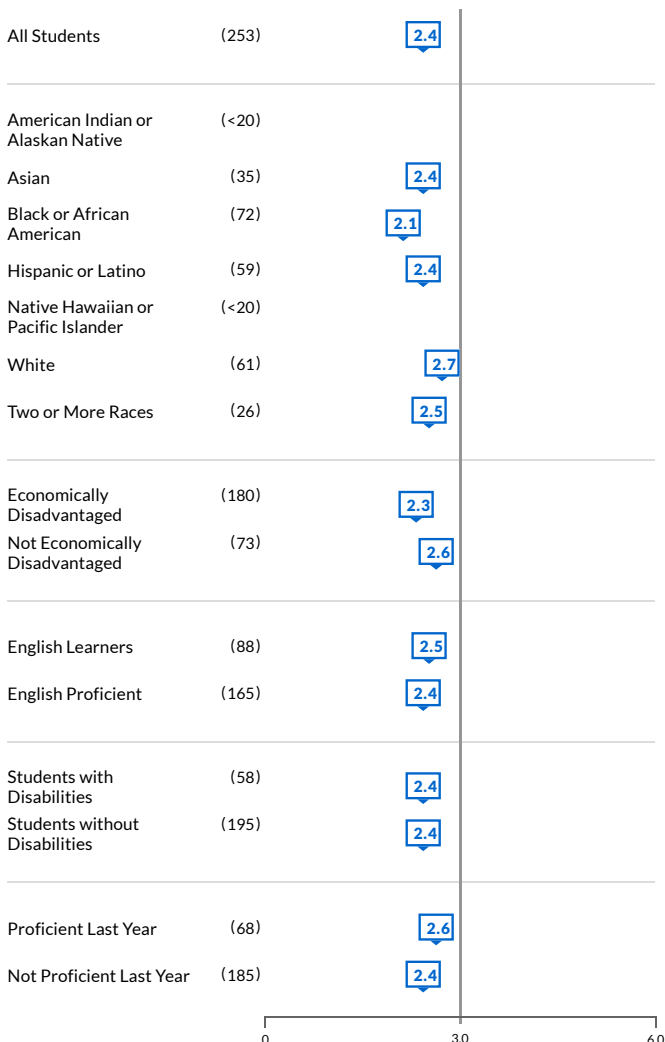 All Students (253) 2.4
American Indian or (<20)
Alaskan Native
Asian (35) 2.4
Black or African (72) 2.1
American
Hispanic or Latino (59) 2.4
Native Hawaiian or (<20)
Pacific Islander
White (61) 2.7
Two or More Races (26) 2.5
Economically (180) 2.3
Disadvantaged
Not Economically (73) 2.6
Disadvantaged
English Learners (88) 2.5
English Proficient (165) 2.4
Students with (58) 2.4
Disabilities
Students without (195) 2.4
Disabilities
Proficient Last Year (68) 2.6
Not Proficient Last Year (185) 2.4
0 3.0 6.0